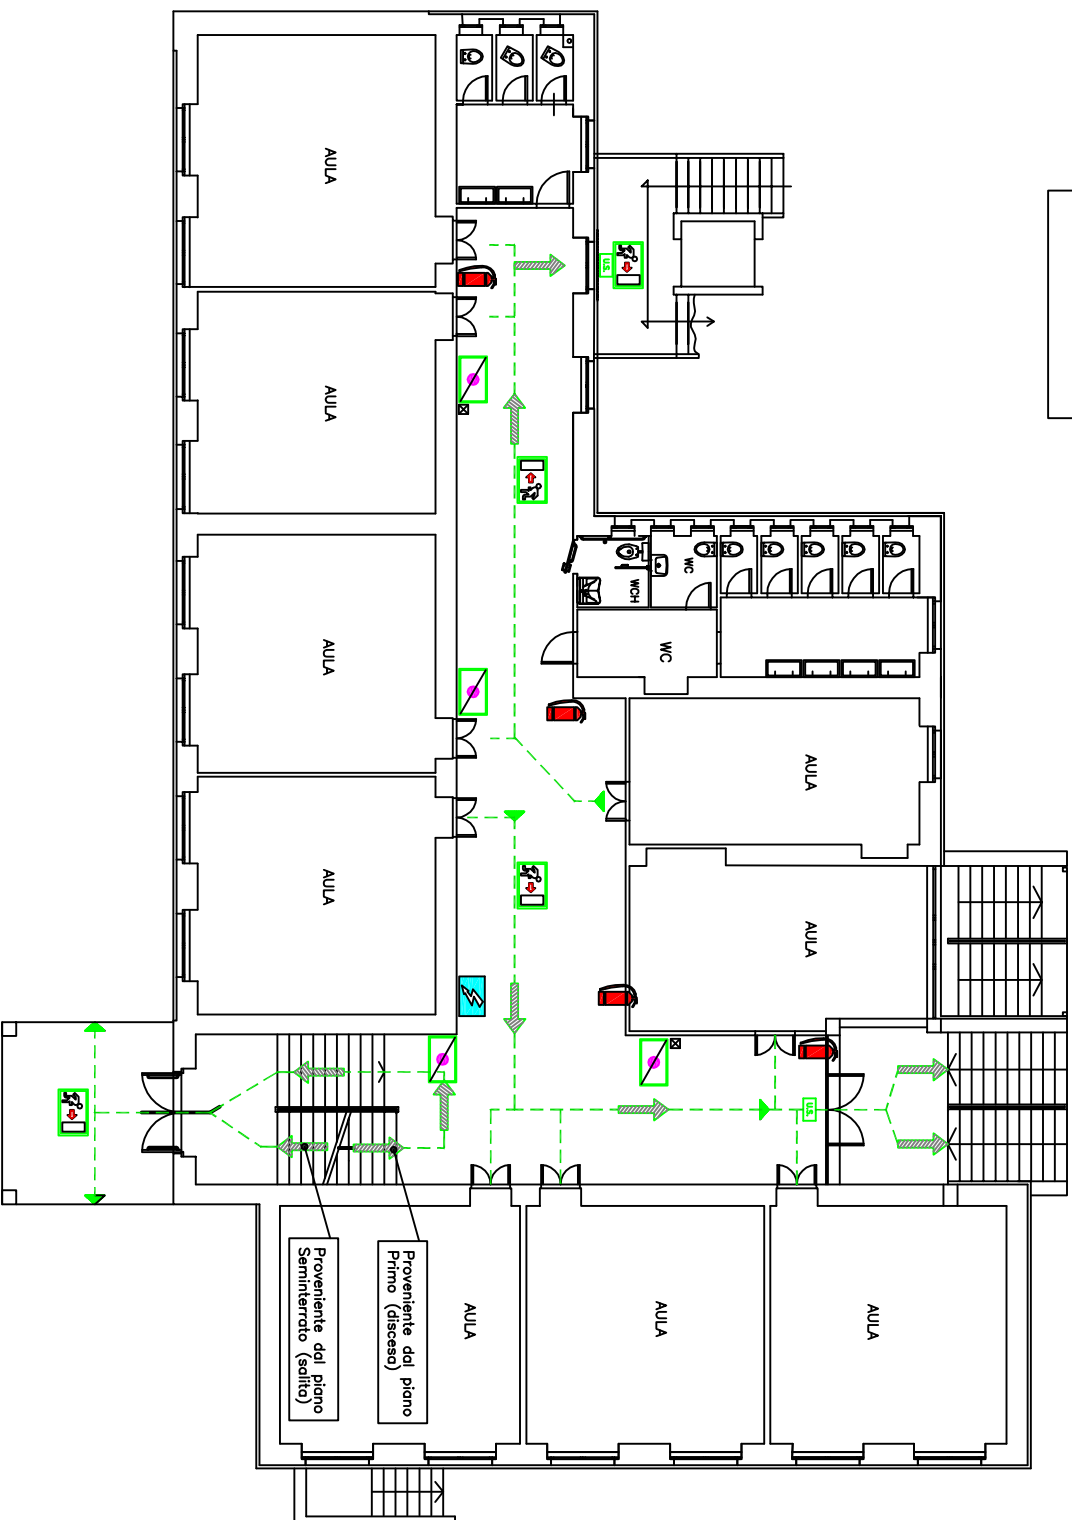 AULA
AULA
AULA
AULA
U.S.
WCH
WC
WC
AULA
AULA
U.S.
Proveniente dal piano
Primo (discesa)
Proveniente dal piano
Seminterrato (salita)
AULA
AULA
AULA